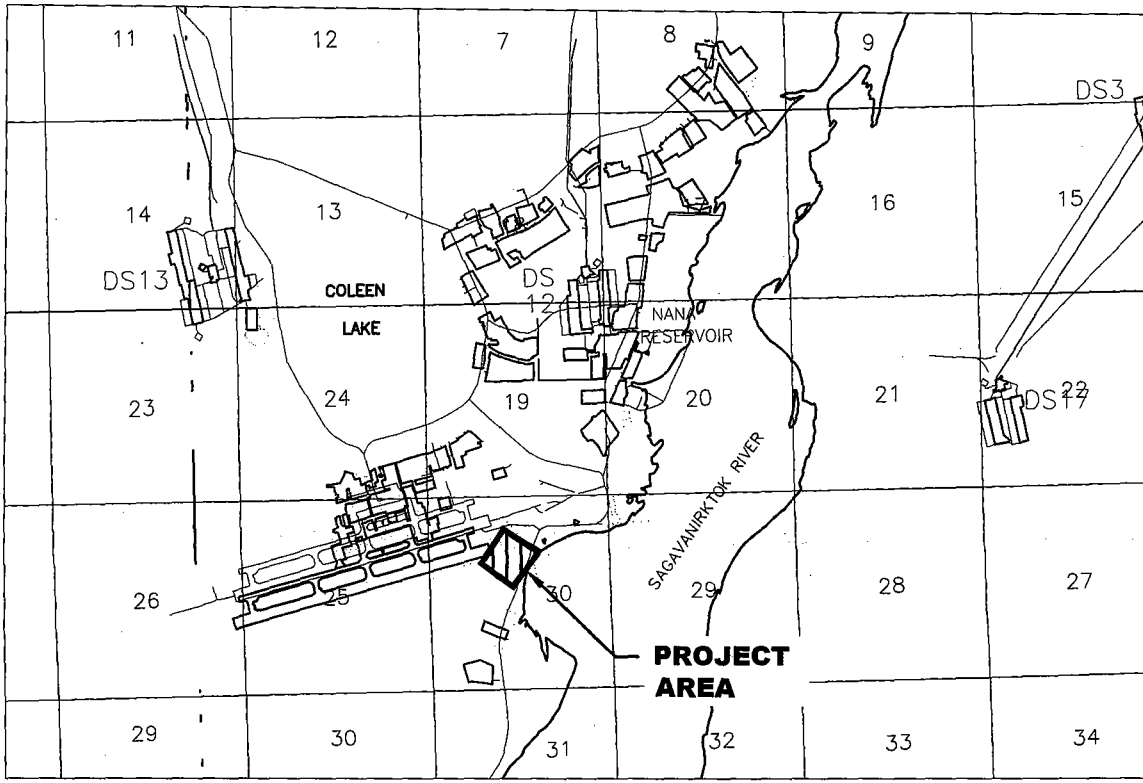 11
12
7
8
9
DS3
14
13
16
15
DS13
COLEEN
LAKE
DS
12
NANA
RESERVOIR
23
24
19
20
21
22
DS17
SAGAVANIRKTOK RIVER
26
25
30
29
28
27
PROJECT
AREA
29
30
31
32
33
34